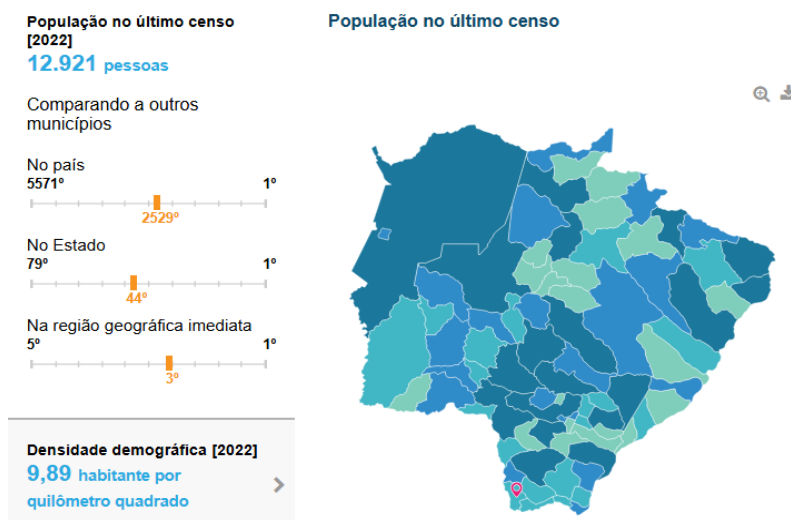 População no último censo
[2022]
12.921 pessoas
Comparando a outros
municípios
No país
5571º 1º
2529º
No Estado
79º 1º
44º
Na região geográfica imediata
5º 1º
3º
Densidade demográfica [2022]
9,89 habitante por
quilômetro quadrado
População no último censo